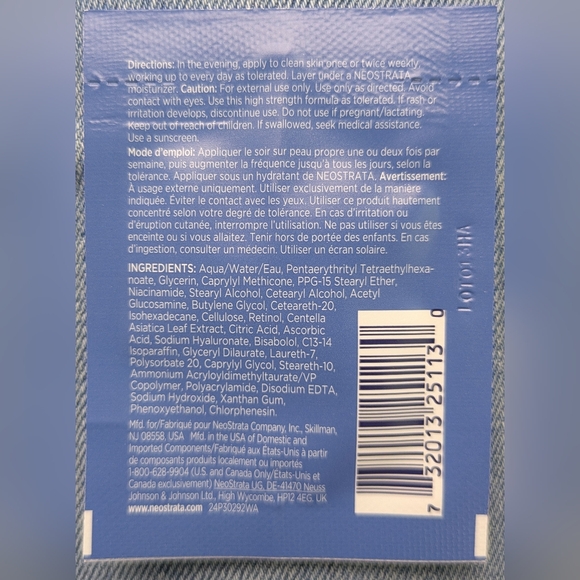 Directions: In the evening, apply to clean skin once or twice weekly,
working up to every day as tolerated. Layer under a NEOSTRATA
moisturizer. Caution: For external use only. Use only as directed. Avoid
contact with eyes. Use this high strength formula as tolerated. If rash or
irritation develops, discontinue use. Do not use if pregnant/lactating.
Keep out of reach of children. If swallowed, seek medical assistance.
Use a sunscreen.
Mode d'emploi: Appliquer le soir sur peau propre une ou deux fois par
semaine, puis augmenter la fréquence jusqu'à tous les jours, selon la
tolérance. Appliquer sous un hydratant de NEOSTRATA. Avertissement:
À usage externe uniquement. Utiliser exclusivement de la manière
indiquée. Éviter le contact avec les yeux. Utiliser ce produit hautement
concentré selon votre degré de tolérance. En cas d'irritation ou
d'éruption cutanée, interrompre l'utilisation. Ne pas utiliser si vous êtes
enceinte ou si vous allaitez. Tenir hors de portée des enfants. En cas
d'ingestion, consulter un médecin. Utiliser un écran solaire.
INGREDIENTS: Aqua/Water/Eau, Pentaerythrityl Tetraethylhexa-
noate, Glycerin, Caprylyl Methicone, PPG-15 Stearyl Ether,
Niacinamide, Stearyl Alcohol, Cetearyl Alcohol, Acetyl
Glucosamine, Butylene Glycol, Ceteareth-20,
Isohexadecane, Cellulose, Retinol, Centella
Asiatica Leaf Extract, Citric Acid, Ascorbic
Acid, Sodium Hyaluronate, Bisabolol, C13-14
Isoparaffin, Glyceryl Dilaurate, Laureth-7,
Polysorbate 20, Caprylyl Glycol, Steareth-10,
Ammonium Acryloyldimethyltaurate/VP
Copolymer, Polyacrylamide, Disodium EDTA,
Sodium Hydroxide, Xanthan Gum,
Phenoxyethanol, Chlorphenesin.
Mfd. for/Fabriqué pour NeoStrata Company, Inc., Skillman,
NJ 08558, USA Mfd. in the USA of Domestic and
Imported Components/Fabriqué aux États-Unis à partir
de composants produits localement ou importés
1-800-628-9904 (U.S. and Canada Only/États-Unis et
Canada exclusivement) NeoStrata UG, DE-41470 Neuss
Johnson & Johnson Ltd, High Wycombe, HP12 4EG. UK
www.neostrata.com 24P30292WA
7 32013 25113 0